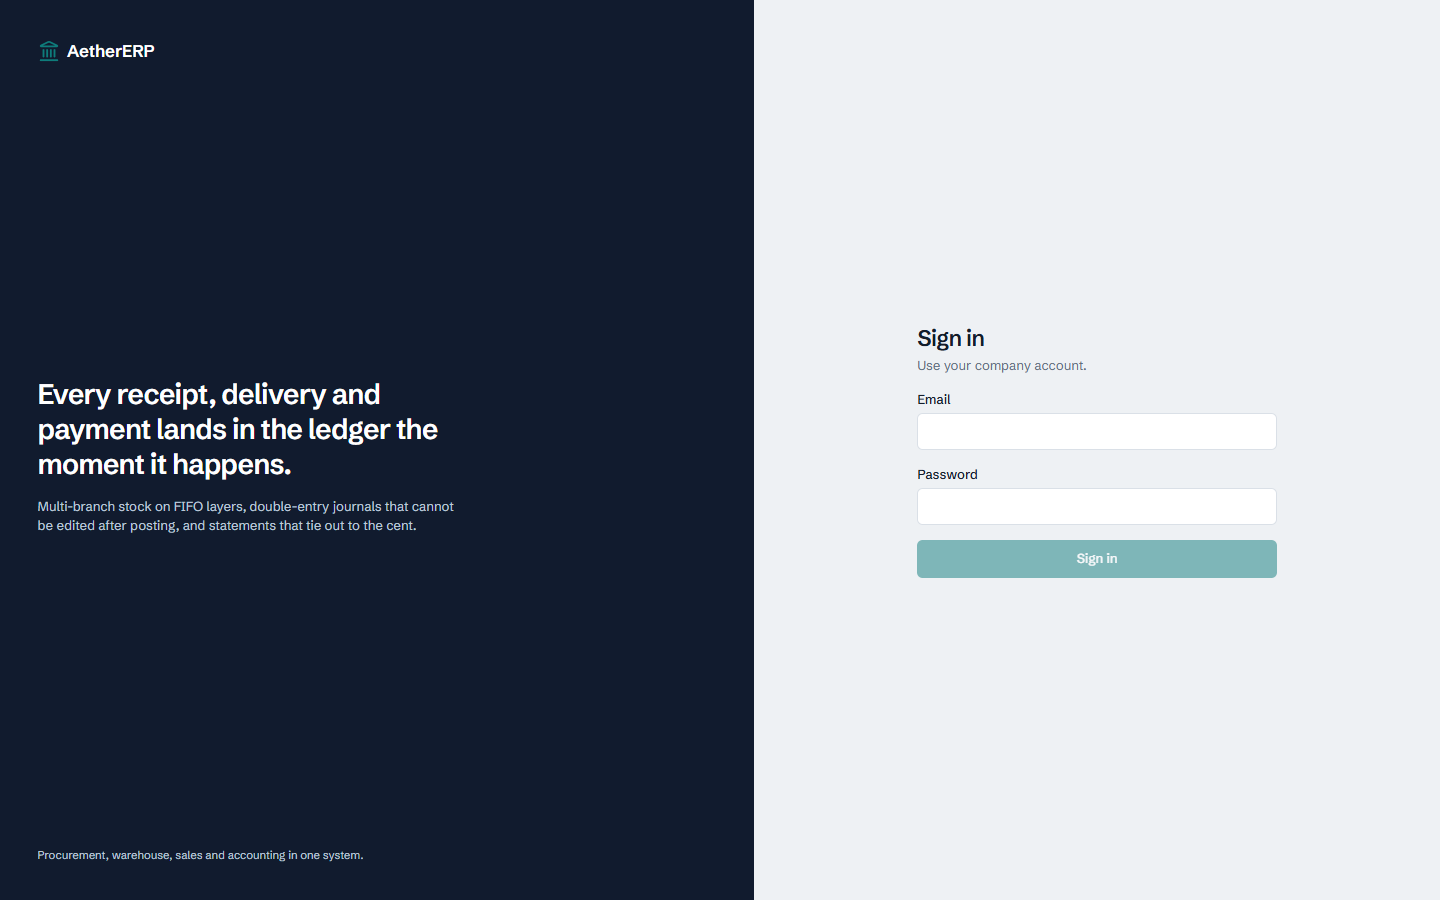 AetherERP
Every receipt, delivery and
payment lands in the ledger the
moment it happens.
Multi-branch stock on FIFO layers, double-entry journals that cannot
be edited after posting, and statements that tie out to the cent.
Procurement, warehouse, sales and accounting in one system.
Sign in
Use your company account.
Email
Password
Sign in